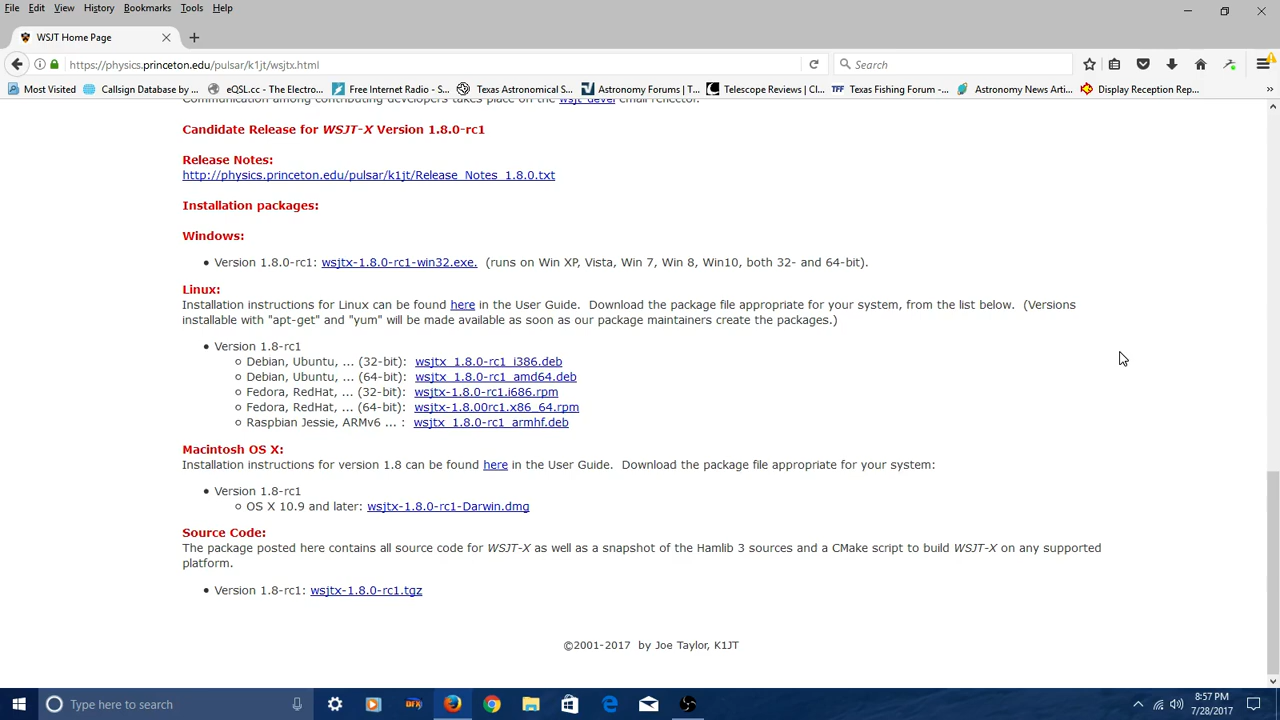 File Edit View History Bookmarks Tools Help
WSJT Home Page
https://physics.princeton.edu/pulsar/k1jt/wsjtx.html
Search
Most Visited Callsign Database by ... eQSL.cc - The Electro... Free Internet Radio - S... Texas Astronomical S... Astronomy Forums | T... Telescope Reviews | Cl... Texas Fishing Forum -... Astronomy News Arti... Display Reception Rep...
Communication among contributing developers takes place on the wsjt-devel email reflector.
Candidate Release for WSJT-X Version 1.8.0-rc1
Release Notes:
http://physics.princeton.edu/pulsar/k1jt/Release_Notes_1.8.0.txt
Installation packages:
Windows:
Version 1.8.0-rc1: wsjtx-1.8.0-rc1-win32.exe. (runs on Win XP, Vista, Win 7, Win 8, Win10, both 32- and 64-bit).
Linux:
Installation instructions for Linux can be found here in the User Guide. Download the package file appropriate for your system, from the list below. (Versions
installable with "apt-get" and "yum" will be made available as soon as our package maintainers create the packages.)
Version 1.8-rc1
Debian, Ubuntu, ... (32-bit): wsjtx_1.8.0-rc1_i386.deb
Debian, Ubuntu, ... (64-bit): wsjtx_1.8.0-rc1_amd64.deb
Fedora, RedHat, ... (32-bit): wsjtx-1.8.0-rc1.i686.rpm
Fedora, RedHat, ... (64-bit): wsjtx-1.8.00rc1.x86_64.rpm
Raspbian Jessie, ARMv6 ... : wsjtx_1.8.0-rc1_armhf.deb
Macintosh OS X:
Installation instructions for version 1.8 can be found here in the User Guide. Download the package file appropriate for your system:
Version 1.8-rc1
OS X 10.9 and later: wsjtx-1.8.0-rc1-Darwin.dmg
Source Code:
The package posted here contains all source code for WSJT-X as well as a snapshot of the Hamlib 3 sources and a CMake script to build WSJT-X on any supported
platform.
Version 1.8-rc1: wsjtx-1.8.0-rc1.tgz
©2001-2017 by Joe Taylor, K1JT
Type here to search
8:57 PM
7/28/2017